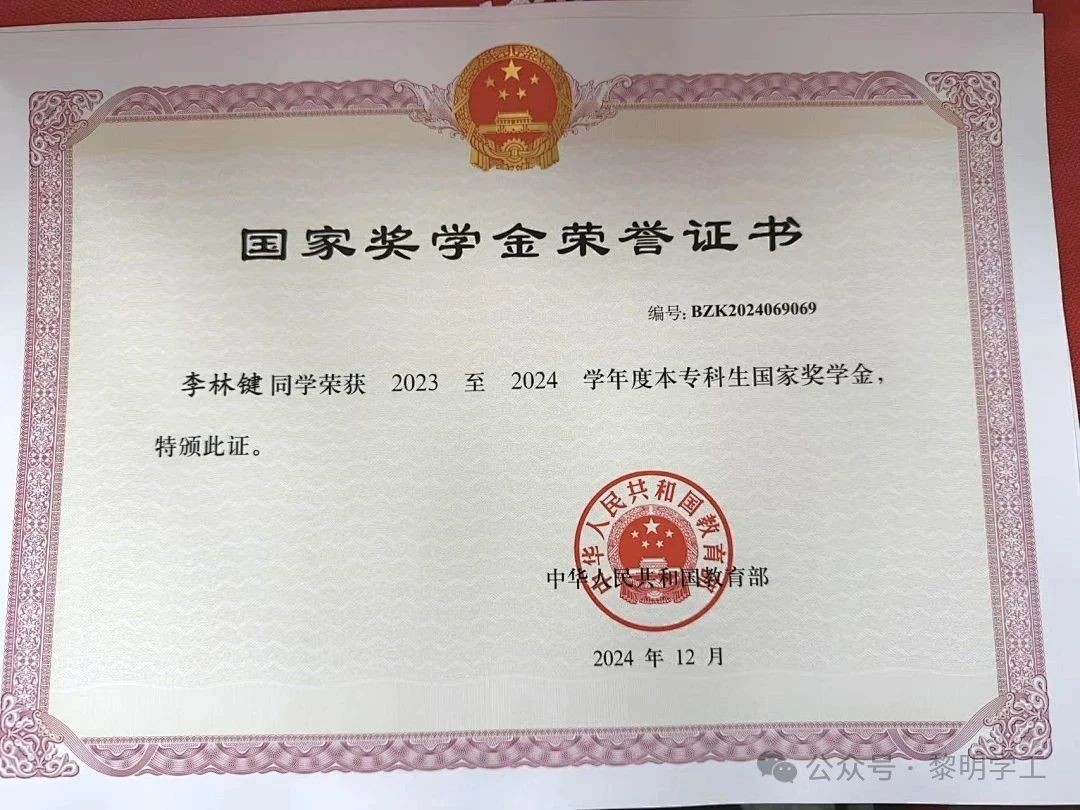 国家奖学金荣誉证书
编号: BZK2024069069
李林键 同学荣获 2023 至 2024 学年度本专科生国家奖学金，
特颁此证。
中华人民共和国教育部
中华人民共和国教育部
2024 年 12 月
公众号 · 黎明学工